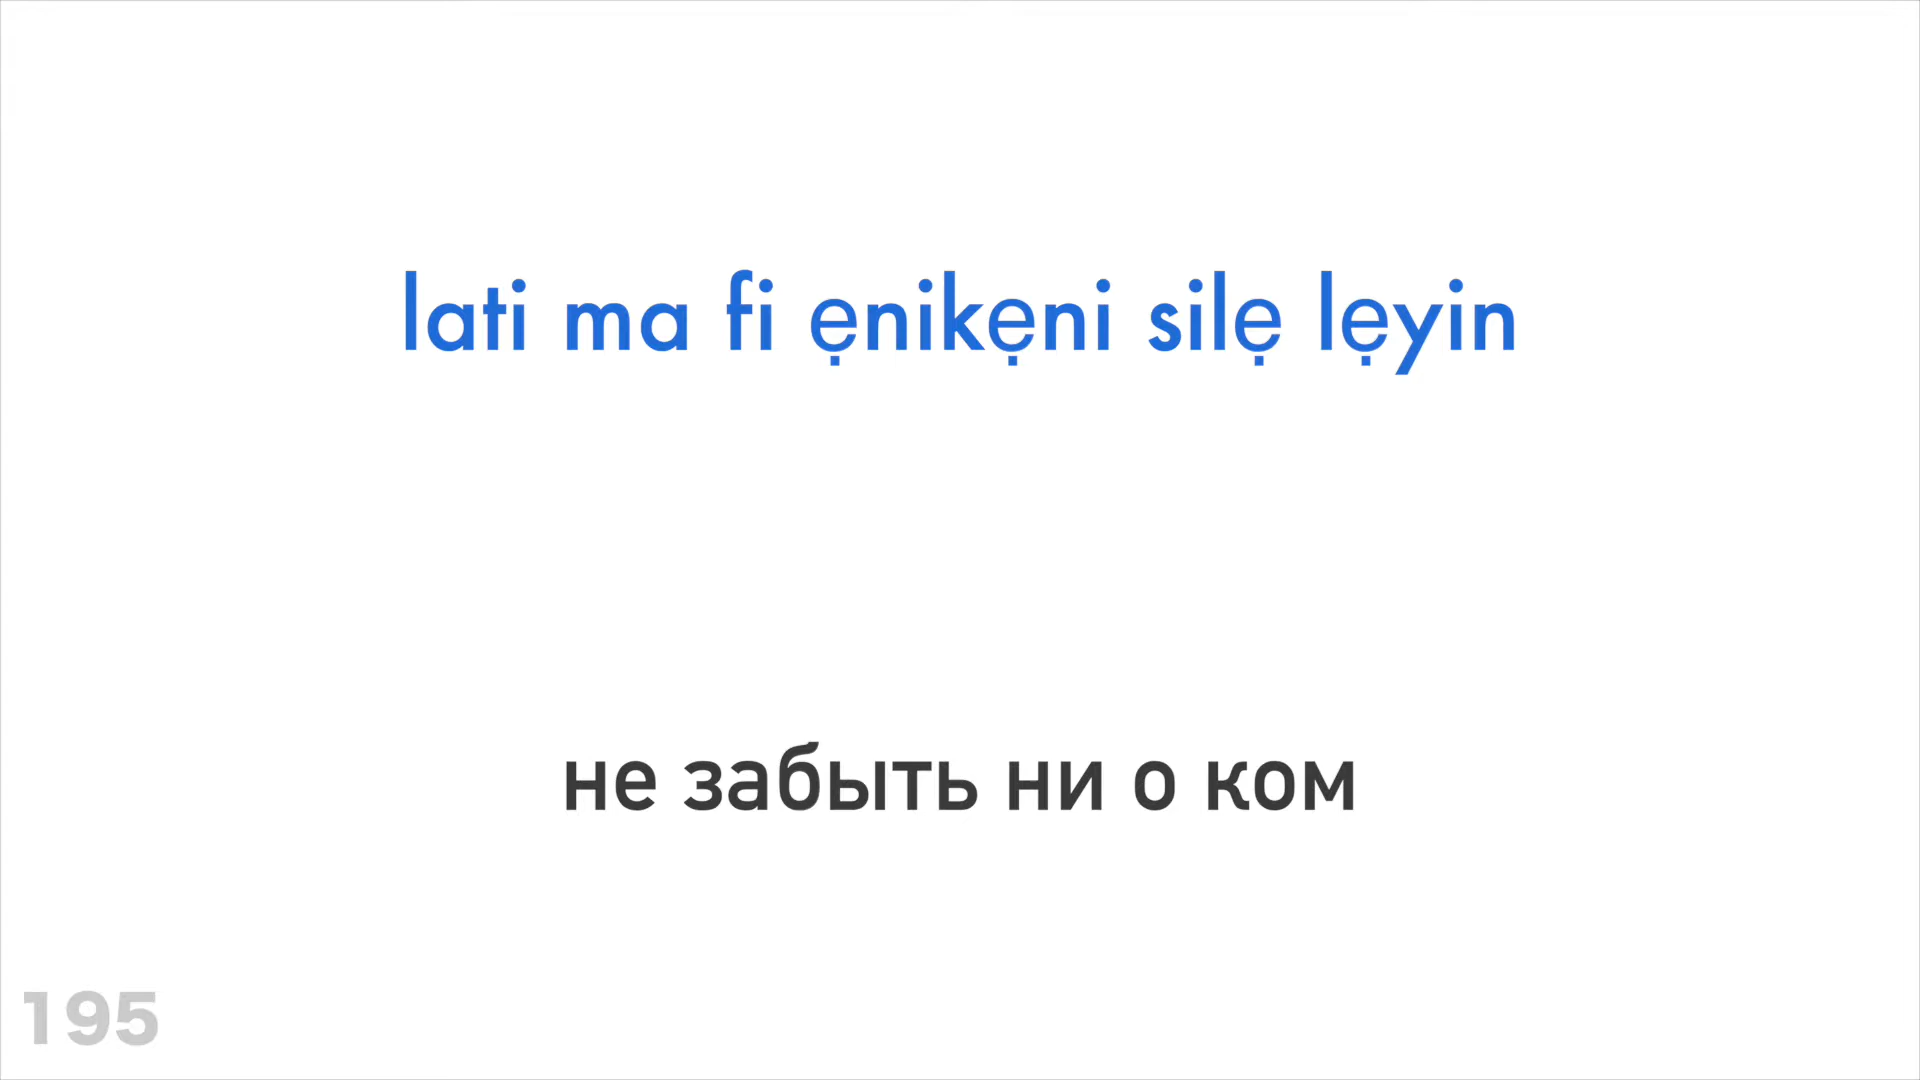 lati ma fi ẹnikẹni silẹ lẹyin
не забыть ни о ком
195